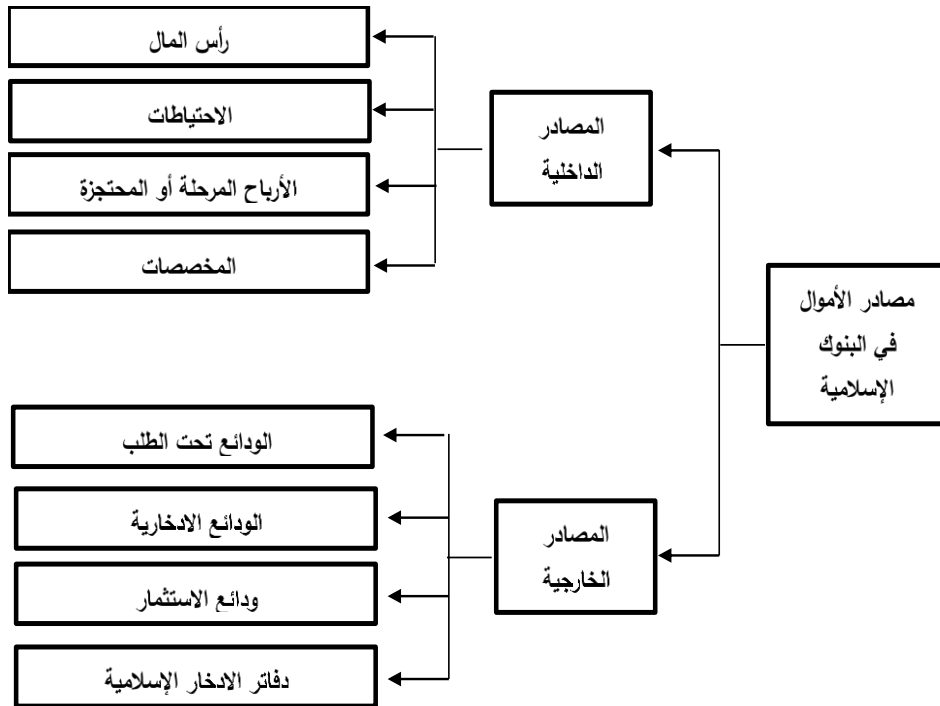 مصادر الأموال
في البنوك
الإسلامية
المصادر
الداخلية
رأس المال
الاحتياطات
الأرباح المرحلة أو المحتجزة
المخصصات
المصادر
الخارجية
الودائع تحت الطلب
الودائع الادخارية
ودائع الاستثمار
دفاتر الادخار الإسلامية